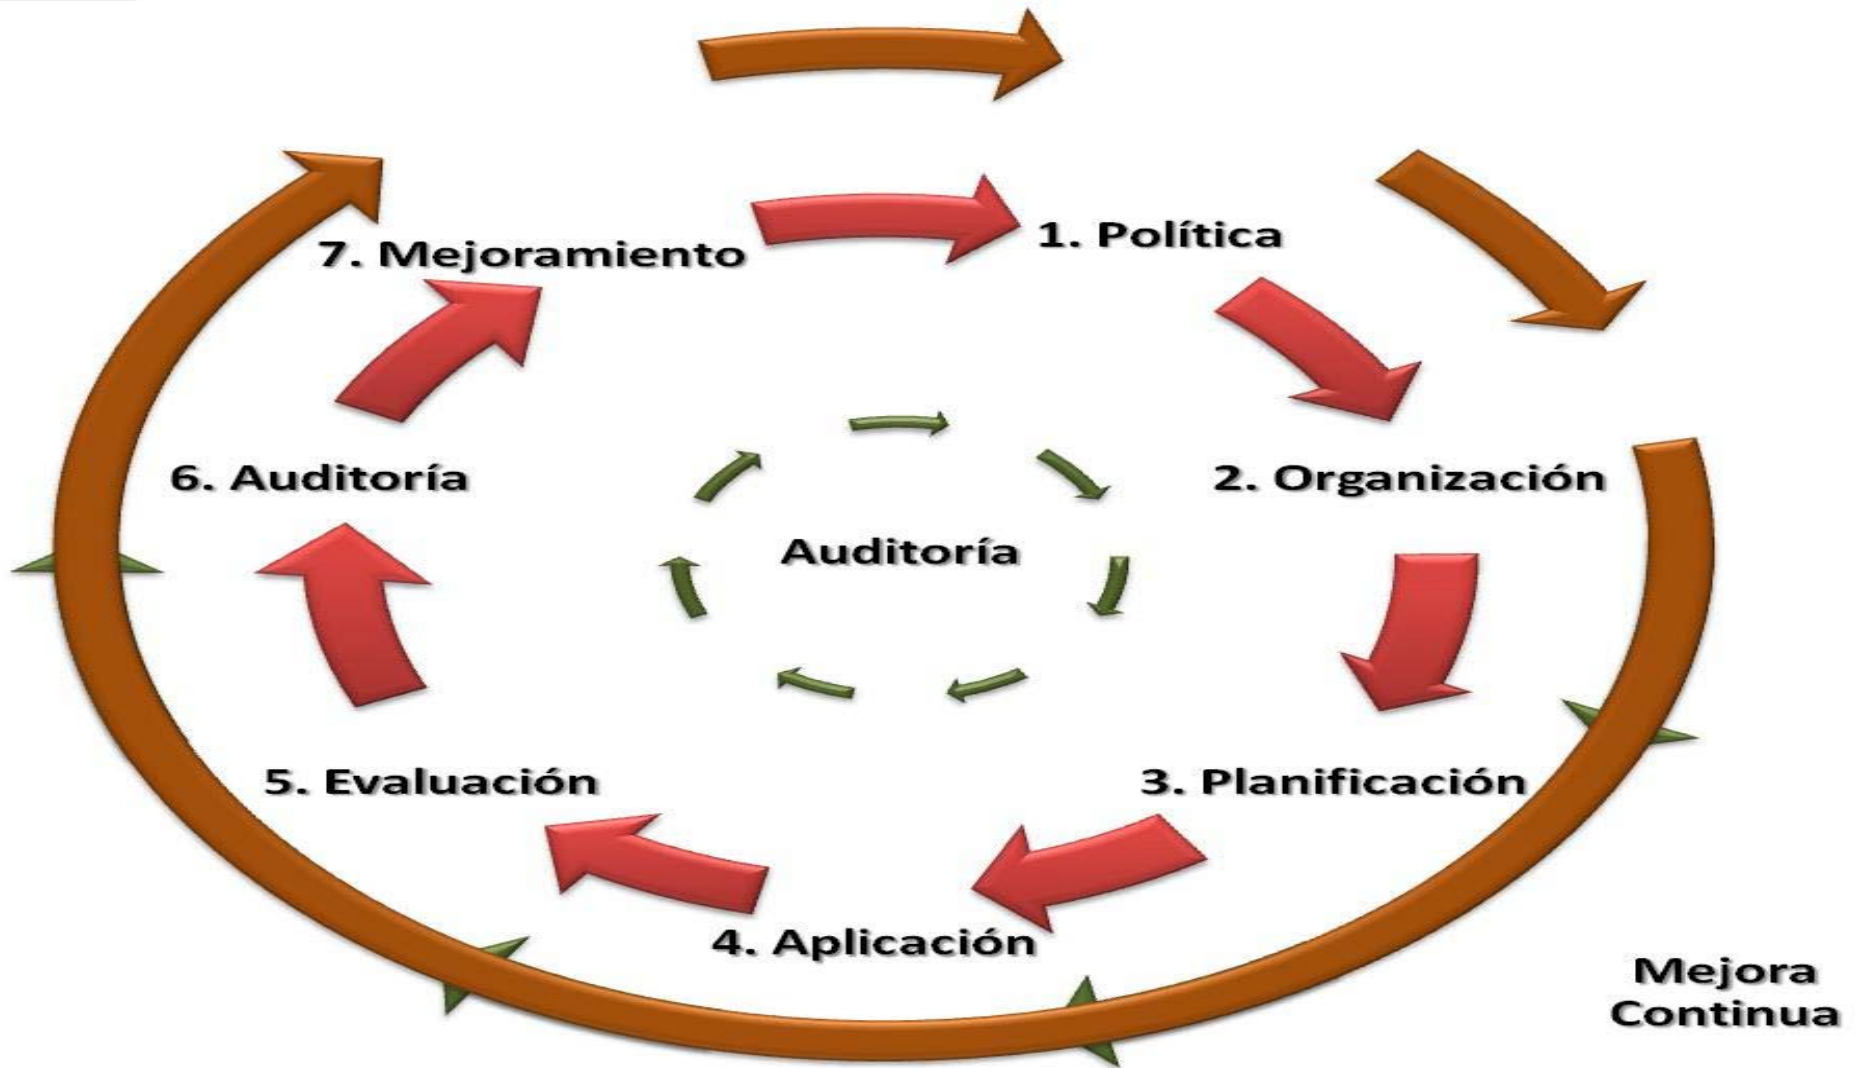 1. Política
2. Organización
3. Planificación
4. Aplicación
5. Evaluación
6. Auditoría
7. Mejoramiento
Auditoría
Mejora
Continua